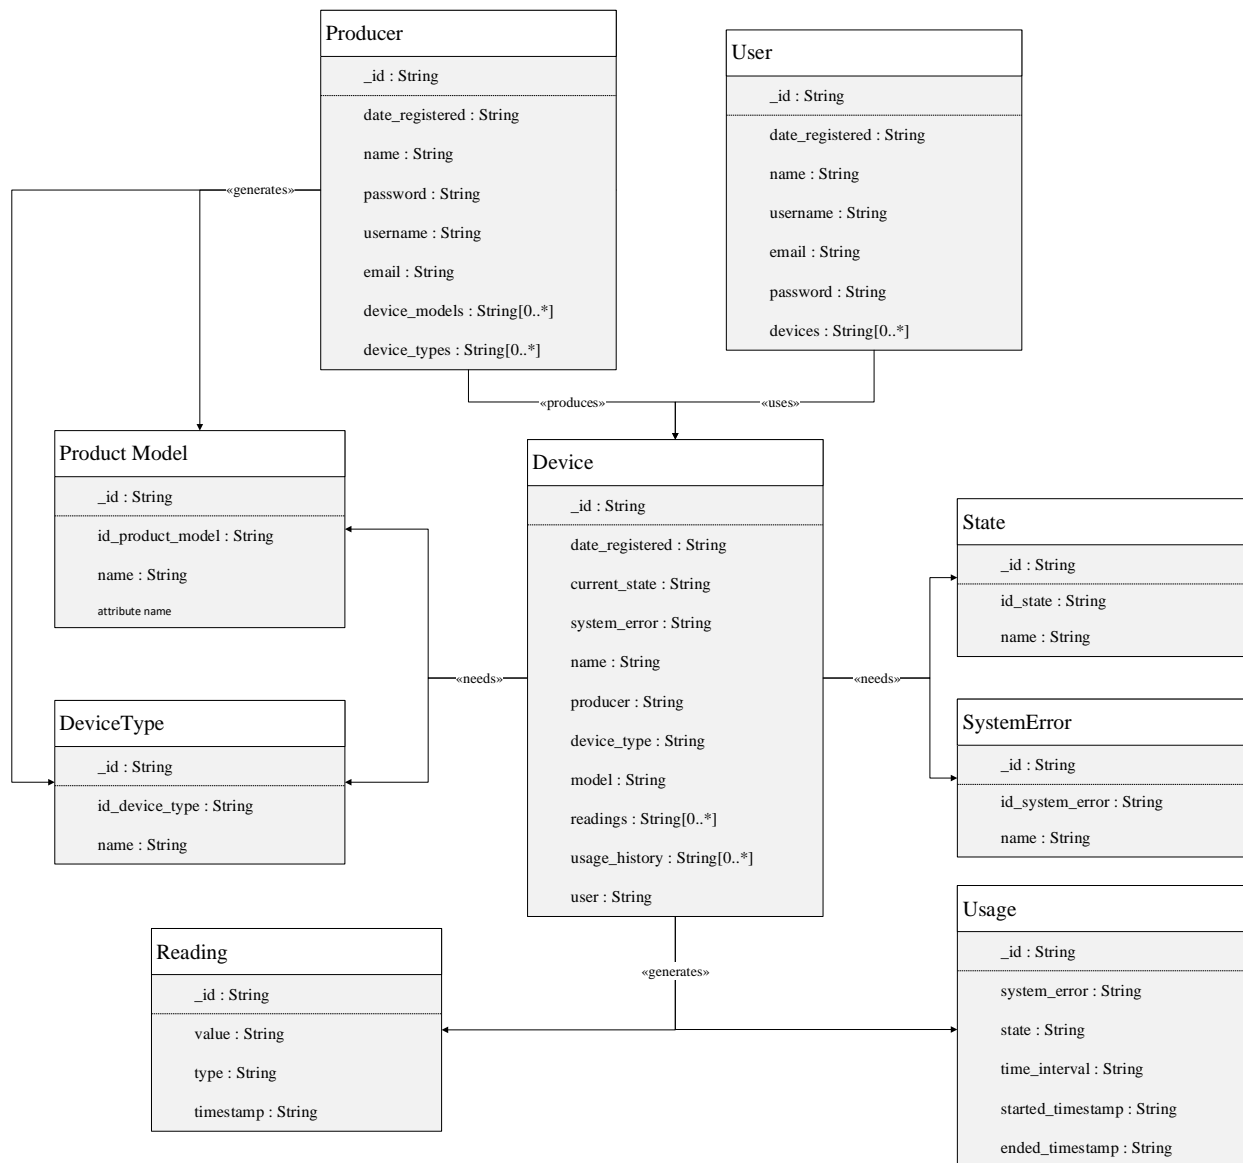 Producer
_id : String
date_registered : String
name : String
password : String
username : String
email : String
device_models : String[0..*]
device_types : String[0..*]
User
_id : String
date_registered : String
name : String
username : String
email : String
password : String
devices : String[0..*]
«generates»
«produces»
«uses»
Product Model
_id : String
id_product_model : String
name : String
attribute name
Device
_id : String
date_registered : String
current_state : String
system_error : String
name : String
producer : String
device_type : String
model : String
readings : String[0..*]
usage_history : String[0..*]
user : String
State
_id : String
id_state : String
name : String
«needs»
«needs»
DeviceType
_id : String
id_device_type : String
name : String
SystemError
_id : String
id_system_error : String
name : String
«generates»
Reading
_id : String
value : String
type : String
timestamp : String
Usage
_id : String
system_error : String
state : String
time_interval : String
started_timestamp : String
ended_timestamp : String